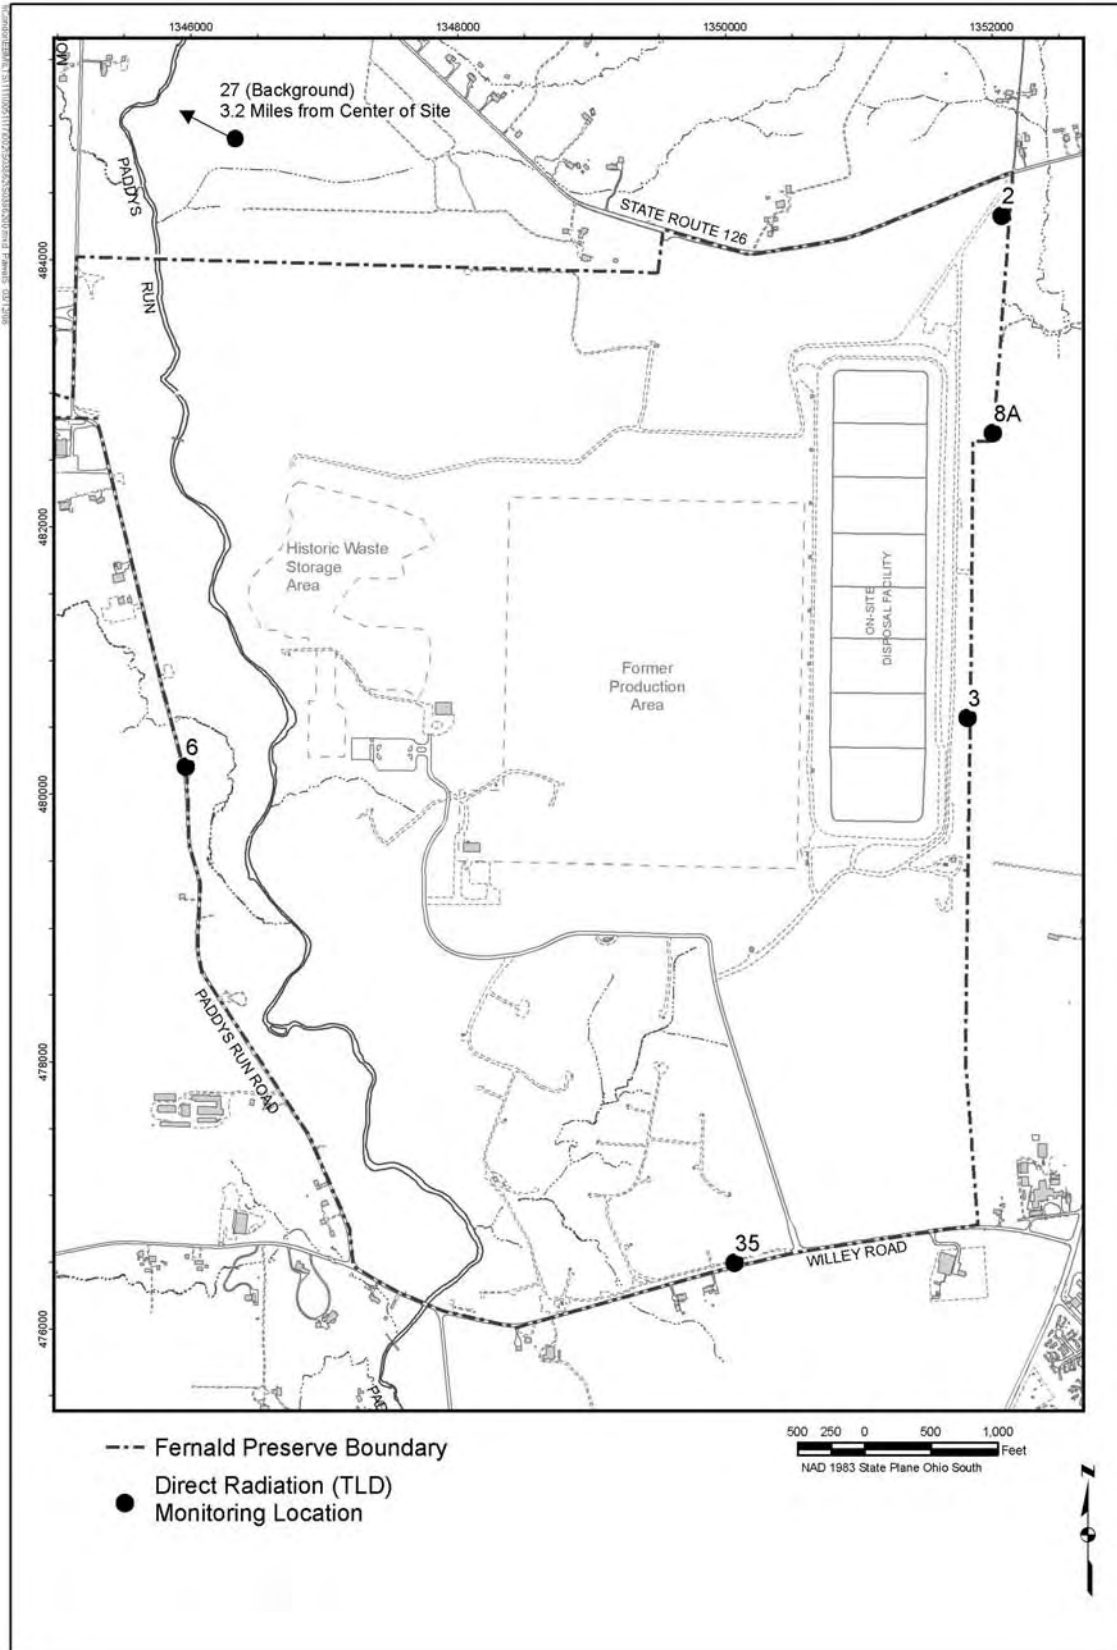 1346000
1348000
1350000
1352000
27 (Background)
3.2 Miles from Center of Site
PADDYS
RUN
STATE ROUTE 126
2
484000
8A
482000
Historic Waste
Storage
Area
ON-SITE
DISPOSAL FACILITY
Former
Production
Area
3
6
480000
PADDYS RUN ROAD
478000
35
WILLEY ROAD
476000
Fernald Preserve Boundary
Direct Radiation (TLD)
Monitoring Location
500 250 0 500 1,000
Feet
NAD 1983 State Plane Ohio South
N